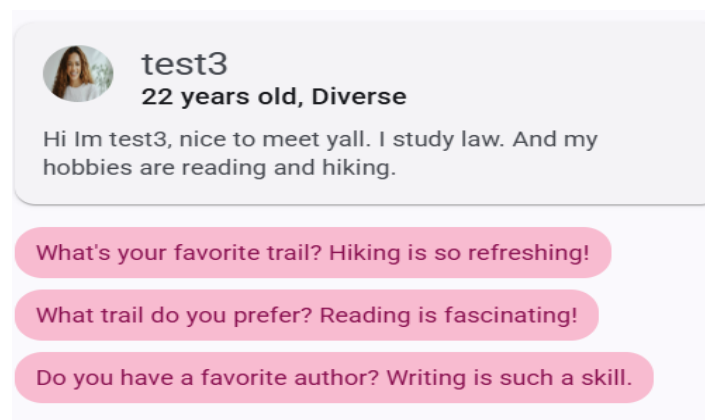 test3
22 years old, Diverse
Hi Im test3, nice to meet yall. I study law. And my
hobbies are reading and hiking.
What's your favorite trail? Hiking is so refreshing!
What trail do you prefer? Reading is fascinating!
Do you have a favorite author? Writing is such a skill.